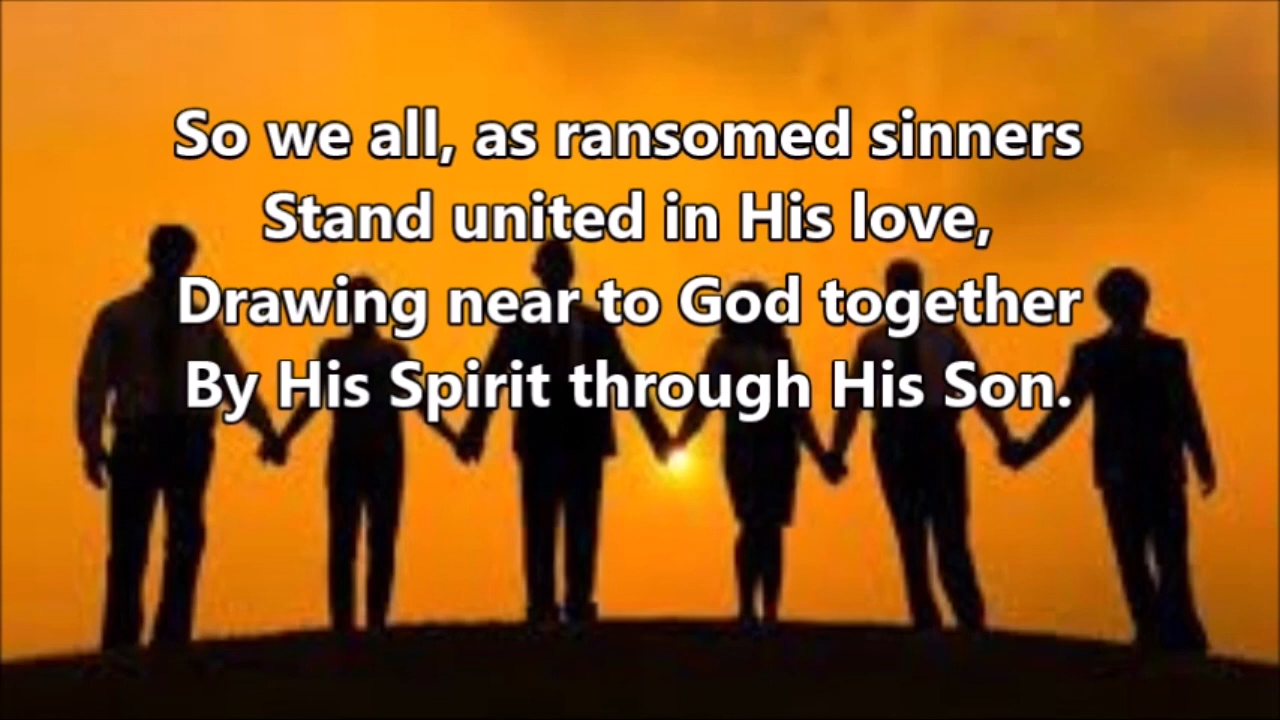 So we all, as ransomed sinners
Stand united in His love,
Drawing near to God together
By His Spirit through His Son.